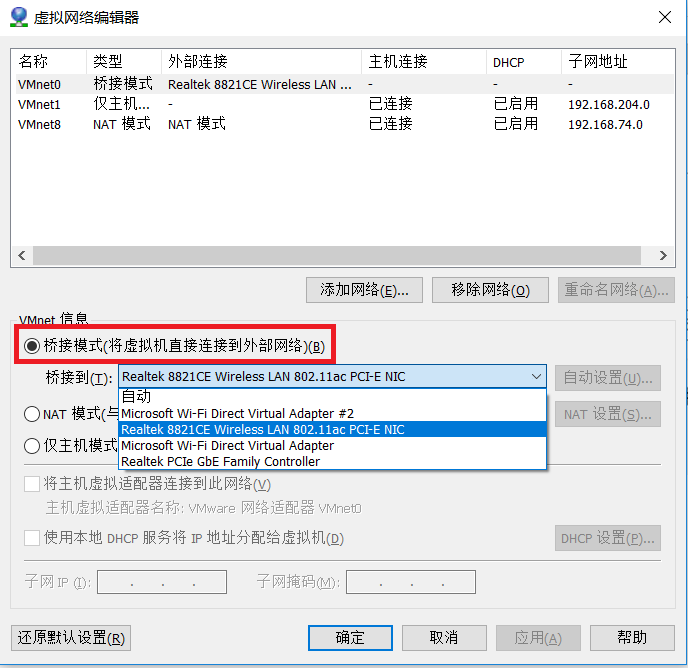 虚拟网络编辑器
名称 类型 外部连接 主机连接 DHCP 子网地址
VMnet0 桥接模式 Realtek 8821CE Wireless LAN ... - - -
VMnet1 仅主机... - 已连接 已启用 192.168.204.0
VMnet8 NAT 模式 NAT 模式 已连接 已启用 192.168.74.0
添加网络(E)... 移除网络(O) 重命名网络(A)...
VMnet 信息
桥接模式(将虚拟机直接连接到外部网络)(B)
桥接到(T): Realtek 8821CE Wireless LAN 802.11ac PCI-E NIC 自动设置(U)...
自动
Microsoft Wi-Fi Direct Virtual Adapter #2
NAT 模式(与 NAT 设置(S)...
Realtek 8821CE Wireless LAN 802.11ac PCI-E NIC
Microsoft Wi-Fi Direct Virtual Adapter
仅主机模式
Realtek PCIe GbE Family Controller
将主机虚拟适配器连接到此网络(V)
主机虚拟适配器名称: VMware 网络适配器 VMnet0
使用本地 DHCP 服务将 IP 地址分配给虚拟机(D) DHCP 设置(P)...
子网 IP (I): . . . 子网掩码(M): . . .
还原默认设置(R) 确定 取消 应用(A) 帮助